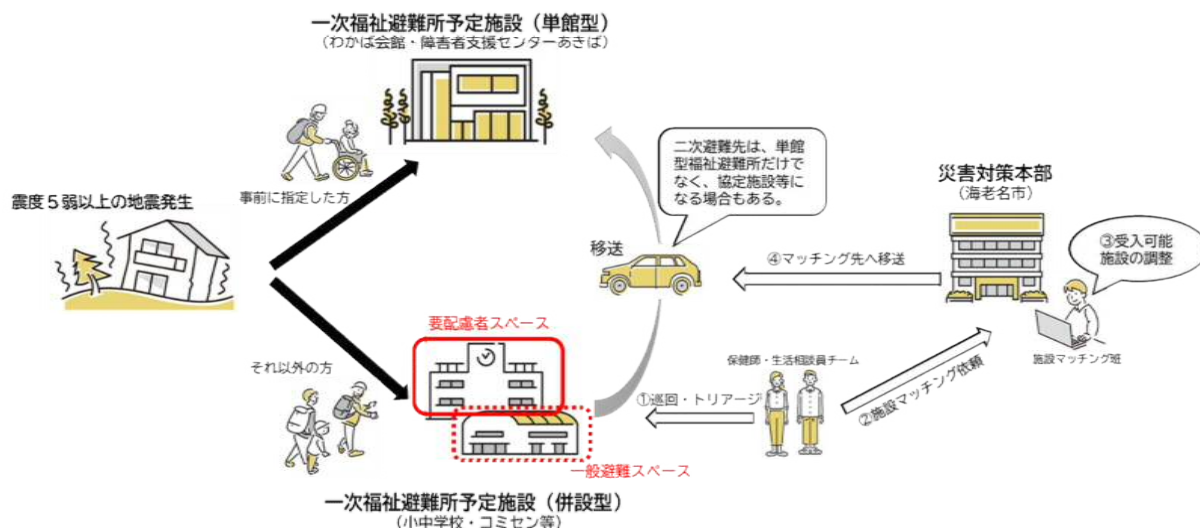 一次福祉避難所予定施設（単館型）
（わかば会館・障害者支援センターあきば）
事前に指定した方
震度５弱以上の地震発生
二次避難先は、単館
型福祉避難所だけで
なく、協定施設等に
なる場合もある。
災害対策本部
（海老名市）
③受入可能
施設の調整
移送
④マッチング先へ移送
要配慮者スペース
それ以外の方
保健師・生活相談員チーム
施設マッチング班
①巡回・トリアージ
②施設マッチング依頼
一般避難スペース
一次福祉避難所予定施設（併設型）
（小中学校・コミセン等）